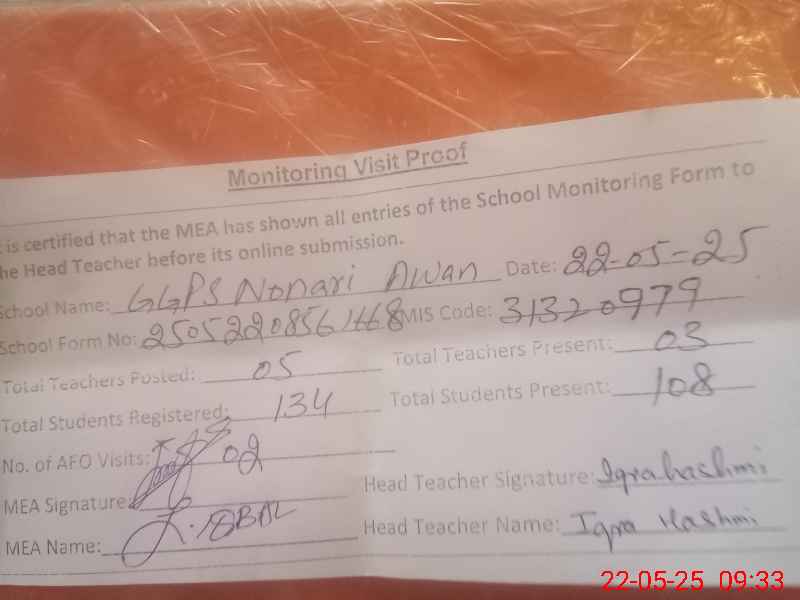 Monitoring Visit Proof
t is certified that the MEA has shown all entries of the School Monitoring Form to
he Head Teacher before its online submission.
School Name: GGPS Nonari Awan Date: 22-05-25
School Form No: 25052208561668 MIS Code: 31320979
Total Teachers Posted: 05 Total Teachers Present: 03
Total Students Registered: 134 Total Students Present: 108
No. of AFO Visits: 02
MEA Signature: Head Teacher Signature: Iqrahashmi
MEA Name: Z.IQBAL Head Teacher Name: Iqra Hashmi
22-05-25 09:33